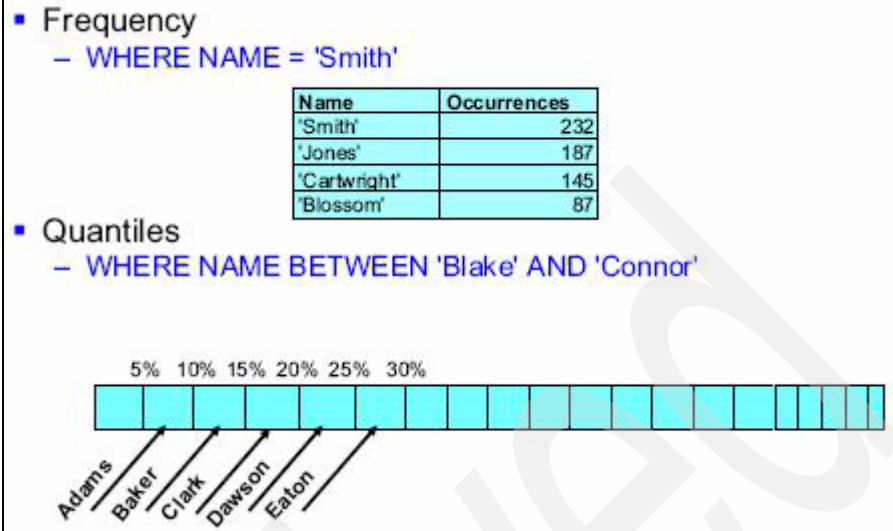 ▪ Frequency
– WHERE NAME = 'Smith'
Name Occurrences
'Smith' 232
'Jones' 187
'Cartwright' 145
'Blossom' 87
▪ Quantiles
– WHERE NAME BETWEEN 'Blake' AND 'Connor'
5% 10% 15% 20% 25% 30%
Adams
Baker
Clark
Dawson
Eaton